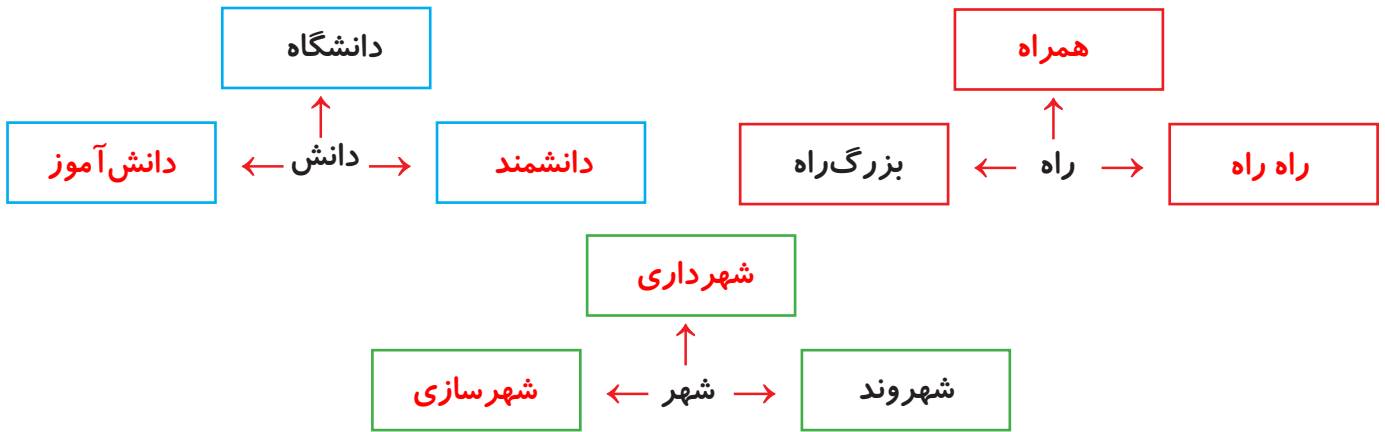 همراه
راه راه
راه
بزرگ‌راه
دانشگاه
دانشمند
دانش
دانش‌آموز
شهرداری
شهروند
شهر
شهرسازی